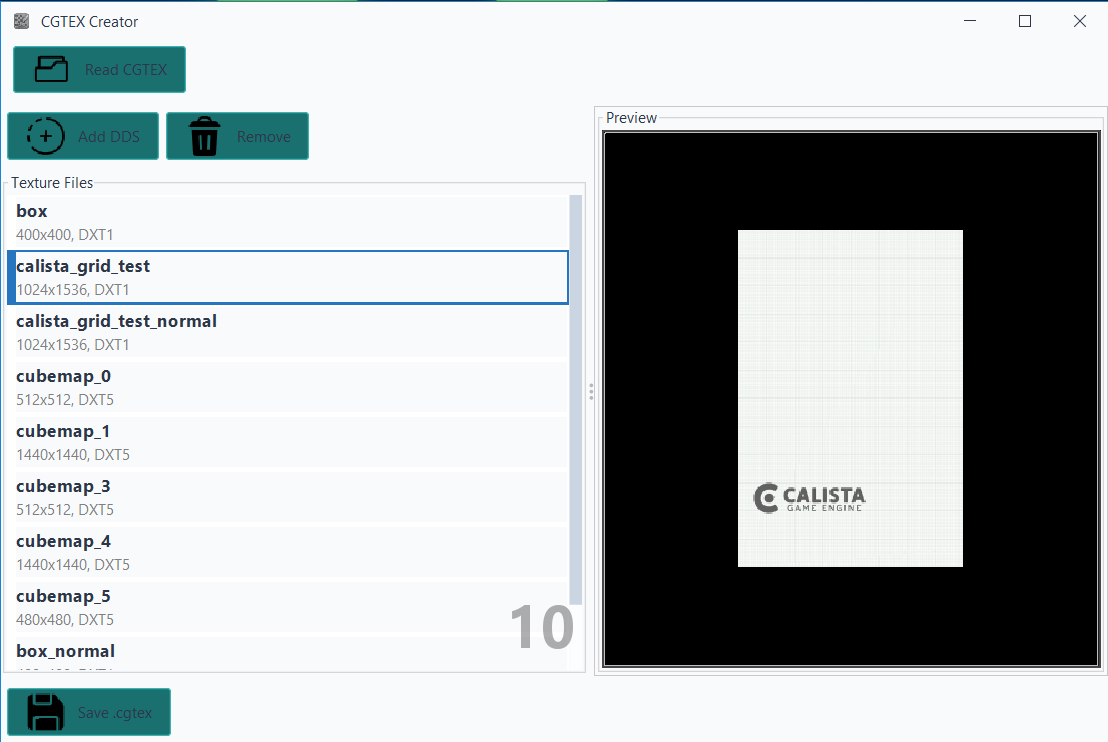 CGTEX Creator
Read CGTEX
Add DDS
Remove
Texture Files
box
400x400, DXT1
calista_grid_test
1024x1536, DXT1
calista_grid_test_normal
1024x1536, DXT1
cubemap_0
512x512, DXT5
cubemap_1
1440x1440, DXT5
cubemap_3
512x512, DXT5
cubemap_4
1440x1440, DXT5
cubemap_5
480x480, DXT5
box_normal
10
Save .cgtex
Preview
CALISTA
GAME ENGINE